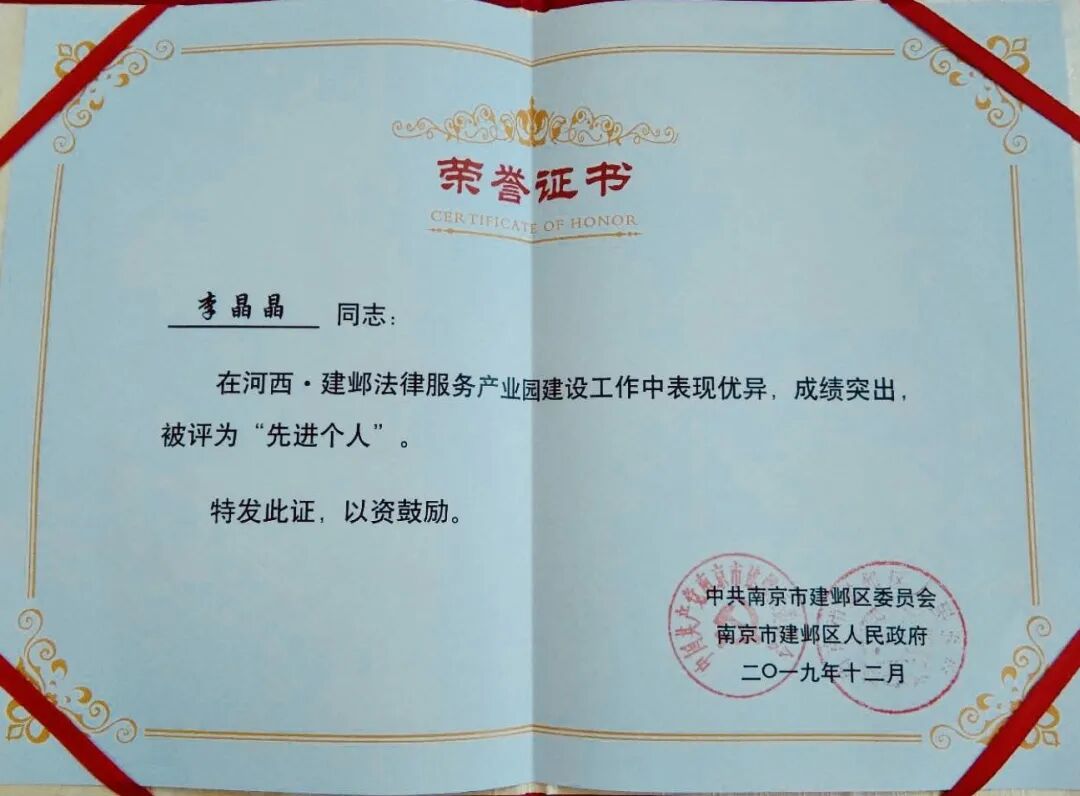 荣誉证书
CERTIFICATE OF HONOR
李晶晶 同志：
在河西·建邺法律服务产业园建设工作中表现优异，成绩突出，
被评为“先进个人”。
特发此证，以资鼓励。
中共南京市建邺区委员会
南京市建邺区人民政府
二〇一九年十二月